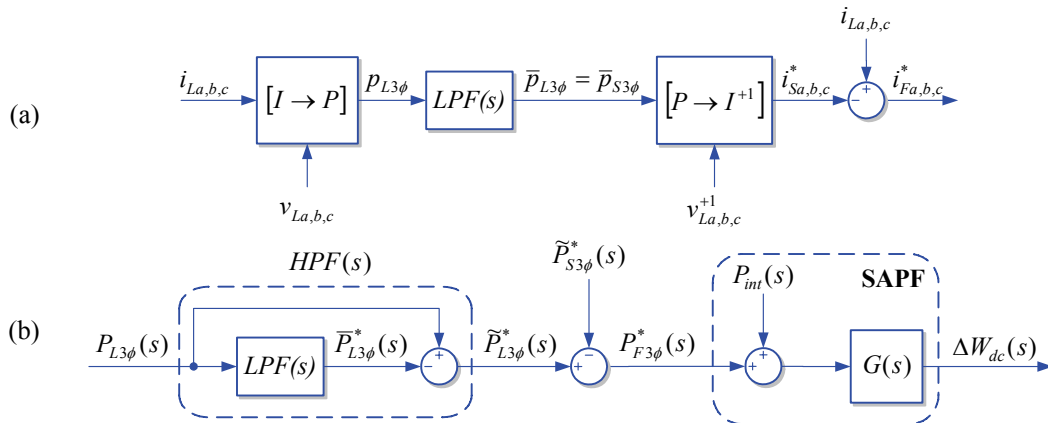 (a)
i_{La,b,c}
[I → P]
p_{L3ϕ}
LPF(s)
p̅_{L3ϕ} = p̅_{S3ϕ}
[P → I^{+1}]
i^*_{Sa,b,c}
i_{La,b,c}
+
−
i^*_{Fa,b,c}
v_{La,b,c}
v^{+1}_{La,b,c}
(b)
HPF(s)
P_{L3ϕ}(s)
LPF(s)
P̅^*_{L3ϕ}(s)
+
−
P̃^*_{L3ϕ}(s)
P̃^*_{S3ϕ}(s)
−
+
P^*_{F3ϕ}(s)
P_{int}(s)
SAPF
+
+
G(s)
ΔW_{dc}(s)